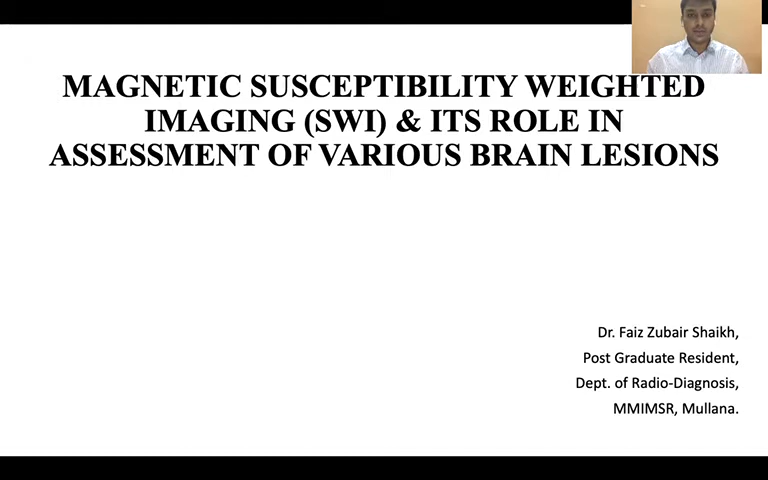 MAGNETIC SUSCEPTIBILITY WEIGHTED
IMAGING (SWI) & ITS ROLE IN
ASSESSMENT OF VARIOUS BRAIN LESIONS
Dr. Faiz Zubair Shaikh,
Post Graduate Resident,
Dept. of Radio-Diagnosis,
MMIMSR, Mullana.